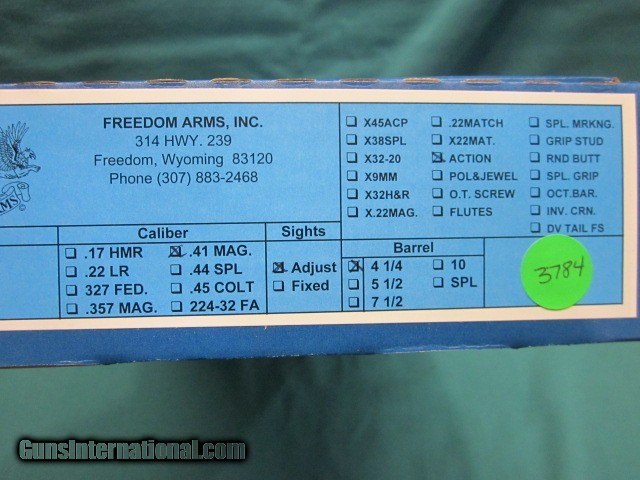 FREEDOM ARMS, INC.
314 HWY. 239
Freedom, Wyoming 83120
Phone (307) 883-2468
ARMS
X45ACP .22MATCH SPL. MRKNG.
X38SPL X22MAT. GRIP STUD
X32-20 ACTION RND BUTT
X9MM POL&JEWEL SPL. GRIP
X32H&R O.T. SCREW OCT.BAR.
X.22MAG. FLUTES INV. CRN.
DV TAIL FS
Caliber
.17 HMR .41 MAG.
.22 LR .44 SPL
327 FED. .45 COLT
.357 MAG. 224-32 FA
Sights
Adjust
Fixed
Barrel
4 1/4 10
5 1/2 SPL
7 1/2
3784
GunsInternational.com